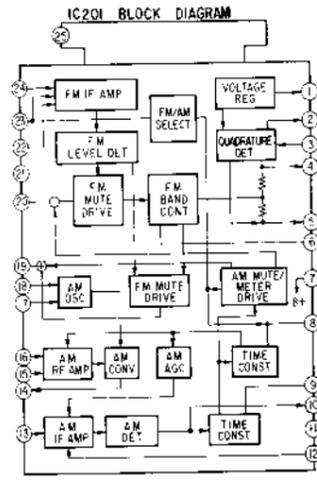 IC201 BLOCK DIAGRAM
25
24
FM IF AMP
FM/AM SELECT
VOLTAGE REG
1
2
23
22
FM LEVEL DET
QUADRATURE DET
3
4
21
20
FM MUTE DRIVE
FM BAND CONT
5
6
19
18
17
AM OSC
FM MUTE DRIVE
AM MUTE/ METER DRIVE
7
B+
8
16
15
14
AM RF AMP
AM CONV
AM AGC
TIME CONST
9
10
13
AM IF AMP
AM DET
TIME CONST
11
12